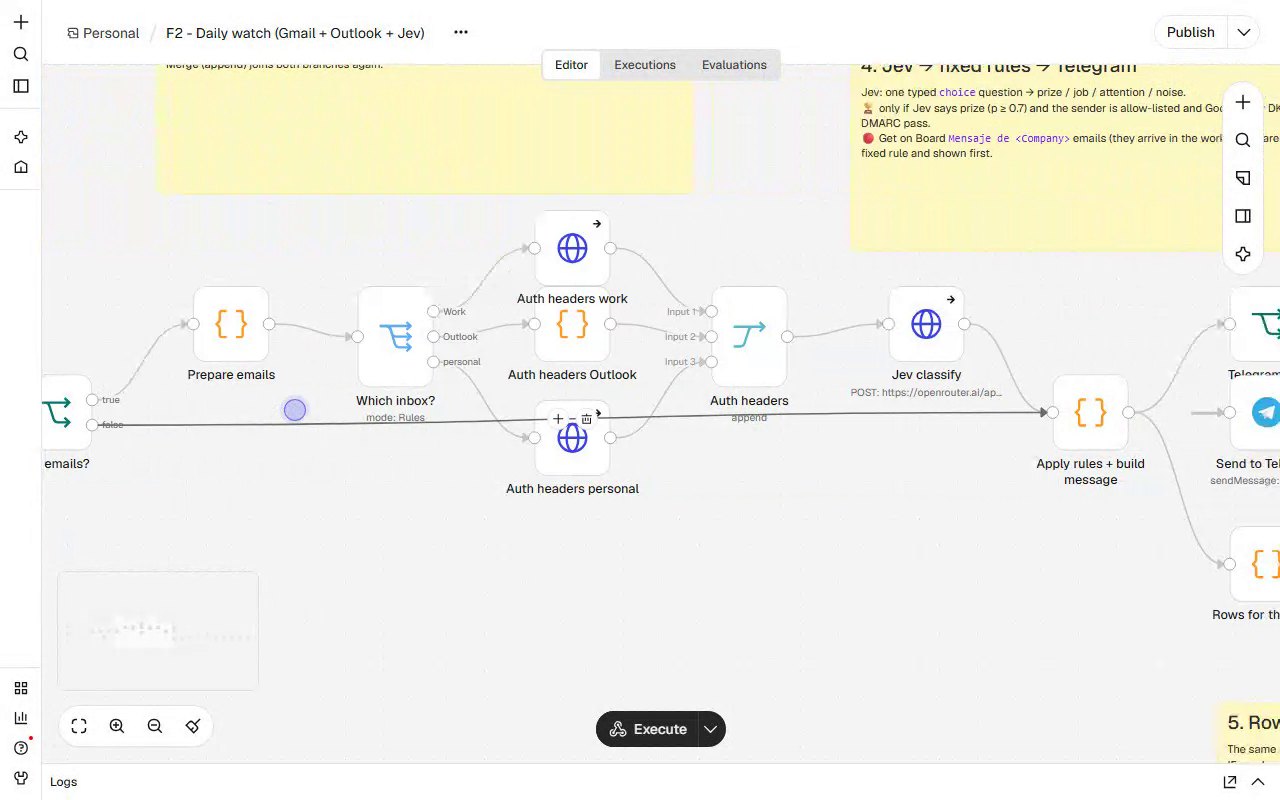 Personal / F2 - Daily watch (Gmail + Outlook + Jev) ...
Publish
Editor
Executions
Evaluations
Merge (append) joins both branches again.
4. Jev → fixed rules → Telegram
Jev: one typed choice question → prize / job / attention / noise.
only if Jev says prize (p ≥ 0.7) and the sender is allow-listed and
DMARC pass.
Get on Board Mensaje de <Company> emails (they arrive in the
fixed rule and shown first.
Auth headers work
true
false
emails?
Prepare emails
Work
Outlook
personal
Which inbox?
mode: Rules
Auth headers Outlook
Auth headers personal
Input 1
Input 2
Input 3
Auth headers
append
Jev classify
POST: https://openrouter.ai/ap...
Apply rules + build
message
Send to Tel
sendMessage:
Rows for th
5. Row
The same
Execute
Logs